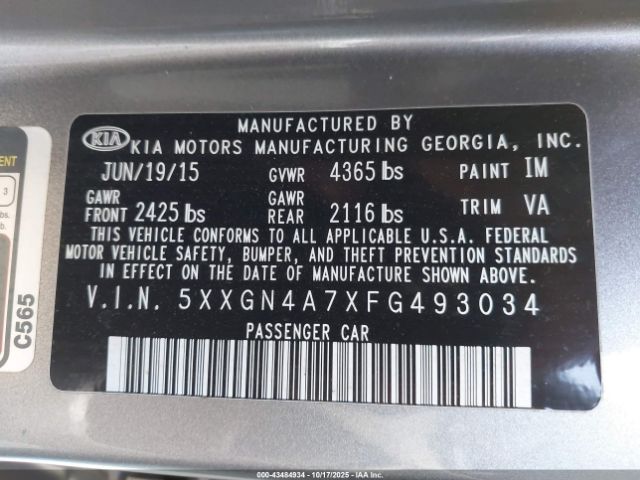 MANUFACTURED BY
KIA KIA MOTORS MANUFACTURING GEORGIA, INC.
JUN/19/15 GVWR 4365 lbs PAINT IM
GAWR FRONT 2425 lbs GAWR REAR 2116 lbs TRIM VA
THIS VEHICLE CONFORMS TO ALL APPLICABLE U.S.A. FEDERAL
MOTOR VEHICLE SAFETY, BUMPER, AND THEFT PREVENTION STANDARDS
IN EFFECT ON THE DATE OF MANUFACTURE SHOWN ABOVE.
V.I.N. 5XXGN4A7XFG493034
PASSENGER CAR
C565
3
lbs.
000-43484934 | 10/17/2025 - IAA, Inc.